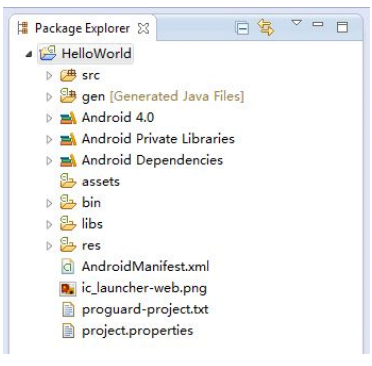 Package Explorer
HelloWorld
src
gen [Generated Java Files]
Android 4.0
Android Private Libraries
Android Dependencies
assets
bin
libs
res
AndroidManifest.xml
ic_launcher-web.png
proguard-project.txt
project.properties